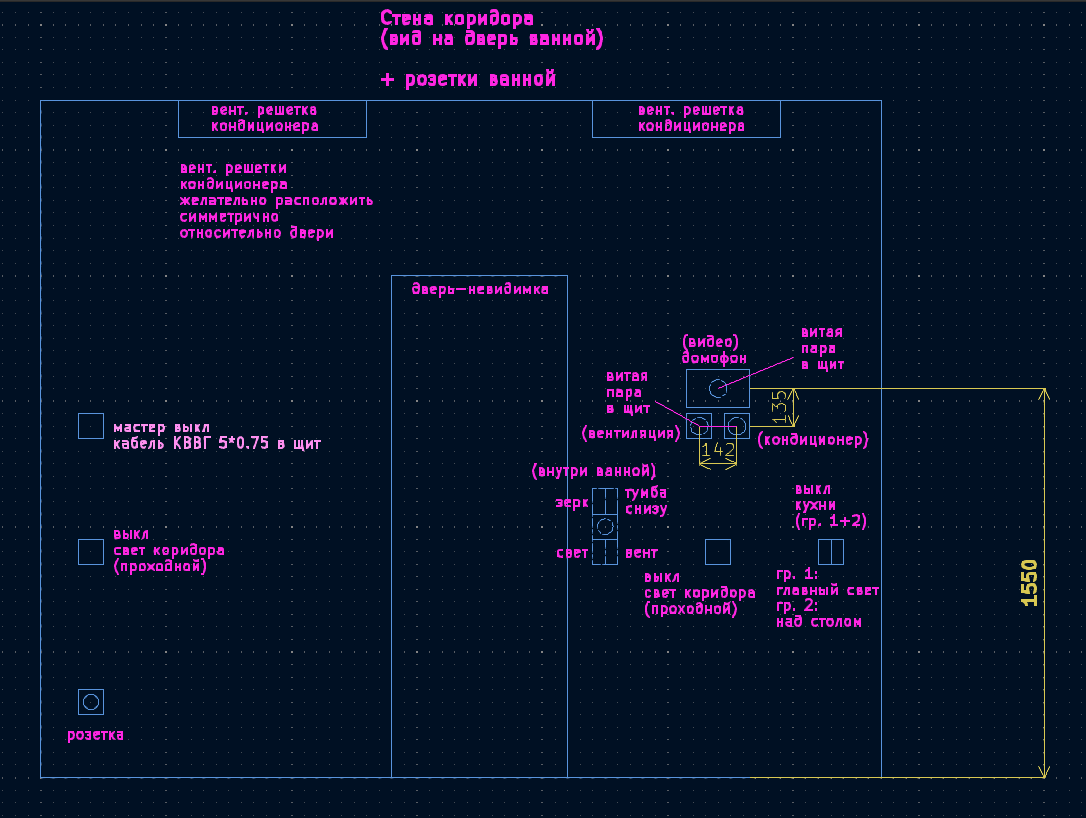 Стена коридора
(вид на дверь ванной)
+ розетки ванной
вент. решетка
кондиционера
вент. решетка
кондиционера
вент. решетки
кондиционера
желательно расположить
симметрично
относительно двери
дверь-невидимка
(видео)
домофон
витая
пара
в щит
витая
пара
в щит
135
(вентиляция)
(кондиционер)
142
мастер выкл
кабель КВВГ 5*0.75 в щит
(внутри ванной)
зерк
тумба
снизу
свет
вент
выкл
кухни
(гр. 1+2)
выкл
свет коридора
(проходной)
выкл
свет коридора
(проходной)
гр. 1:
главный свет
гр. 2:
над столом
1550
розетка